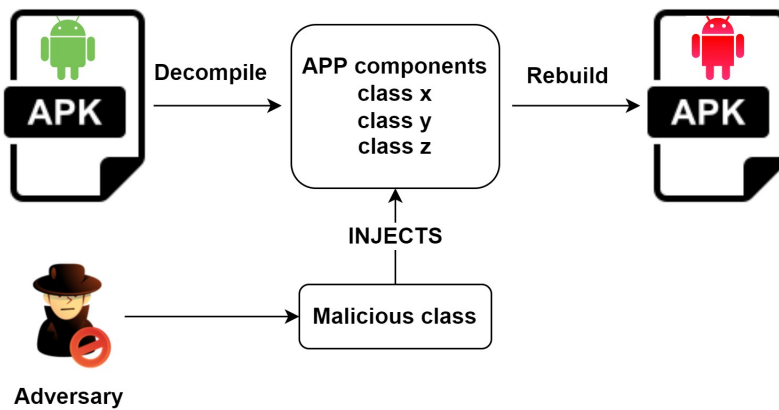 APK
Decompile
APP components
class x
class y
class z
Rebuild
APK
INJECTS
Malicious class
Adversary